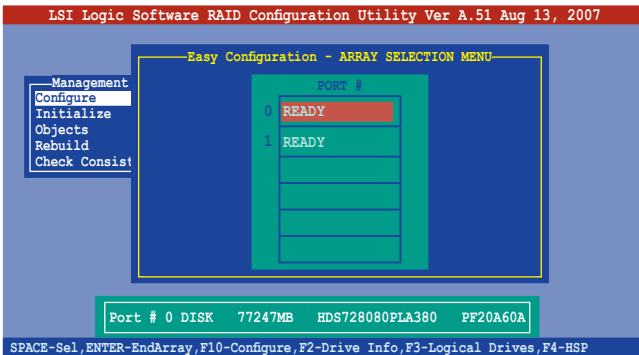 LSI Logic Software RAID Configuration Utility Ver A.51 Aug 13, 2007
Easy Configuration - ARRAY SELECTION MENU
Management
Configure
Initialize
Objects
Rebuild
Check Consist
PORT #
0 READY
1 READY
Port # 0 DISK 77247MB HDS728080PLA380 PF20A60A
SPACE-Sel,ENTER-EndArray,F10-Configure,F2-Drive Info,F3-Logical Drives,F4-HSP